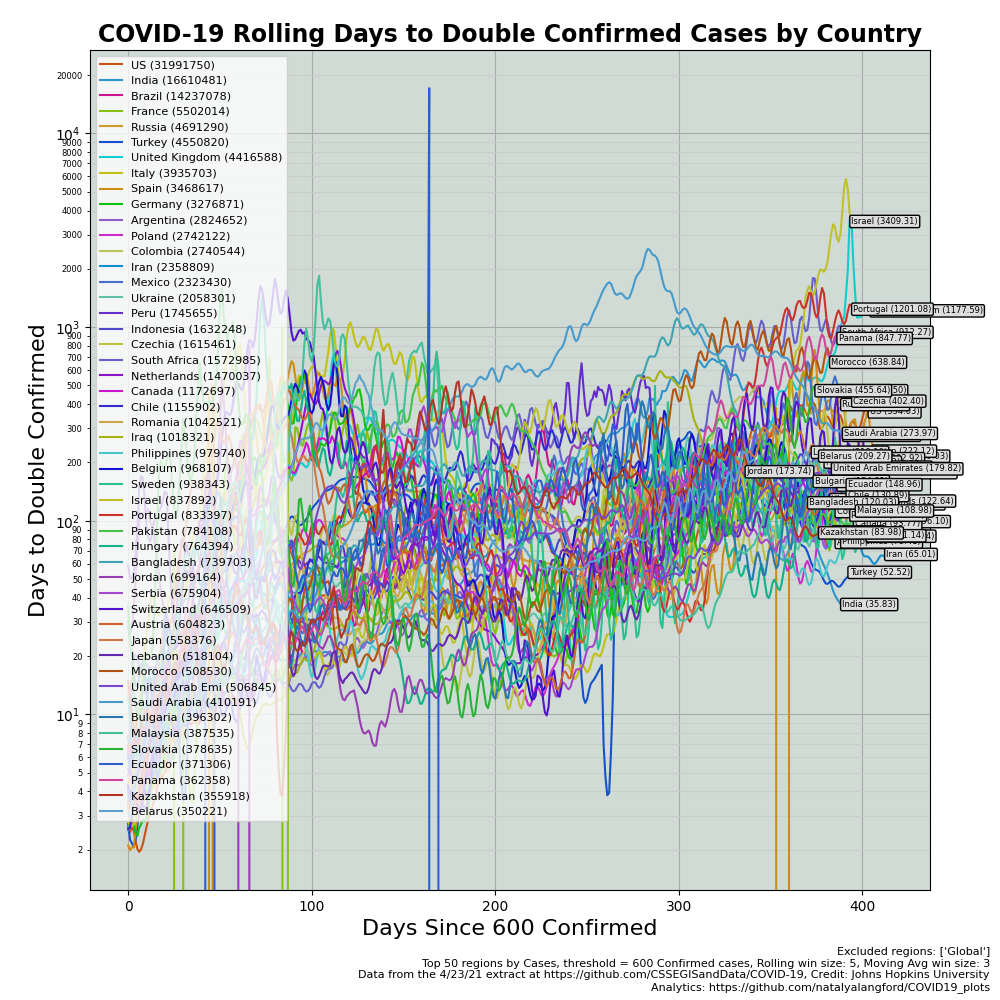 COVID-19 Rolling Days to Double Confirmed Cases by Country
US (31991750)
India (16610481)
Brazil (14237078)
France (5502014)
Russia (4691290)
Turkey (4550820)
United Kingdom (4416588)
Italy (3935703)
Spain (3468617)
Germany (3276871)
Argentina (2824652)
Poland (2742122)
Colombia (2740544)
Iran (2358809)
Mexico (2323430)
Ukraine (2058301)
Peru (1745655)
Indonesia (1632248)
Czechia (1615461)
South Africa (1572985)
Netherlands (1470037)
Canada (1172697)
Chile (1155902)
Romania (1042521)
Iraq (1018321)
Philippines (979740)
Belgium (968107)
Sweden (938343)
Israel (837892)
Portugal (833397)
Pakistan (784108)
Hungary (764394)
Bangladesh (739703)
Jordan (699164)
Serbia (675904)
Switzerland (646509)
Austria (604823)
Japan (558376)
Lebanon (518104)
Morocco (508530)
United Arab Emi (506845)
Saudi Arabia (410191)
Bulgaria (396302)
Malaysia (387535)
Slovakia (378635)
Ecuador (371306)
Panama (362358)
Kazakhstan (355918)
Belarus (350221)
Days to Double Confirmed
20000
10^4
9000
8000
7000
6000
5000
4000
3000
2000
10^3
900
800
700
600
500
400
300
200
10^2
90
80
70
60
50
40
30
20
10^1
9
8
7
6
5
4
3
2
Israel (3409.31)
Portugal (1201.08)
(1177.59)
South Africa (912.27)
Panama (847.77)
Morocco (638.84)
Slovakia (455.64)
Czechia (402.40)
Saudi Arabia (273.97)
Belarus (209.27)
Jordan (173.74)
United Arab Emirates (179.82)
Ecuador (148.96)
Chile (130.89)
Bangladesh (120.03)
(122.64)
Malaysia (108.98)
Kazakhstan (83.98)
Iran (65.01)
Turkey (52.52)
India (35.83)
0
100
200
300
400
Days Since 600 Confirmed
Excluded regions: ['Global']
Top 50 regions by Cases, threshold = 600 Confirmed cases, Rolling win size: 5, Moving Avg win size: 3
Data from the 4/23/21 extract at https://github.com/CSSEGISandData/COVID-19, Credit: Johns Hopkins University
Analytics: https://github.com/natalyalangford/COVID19_plots